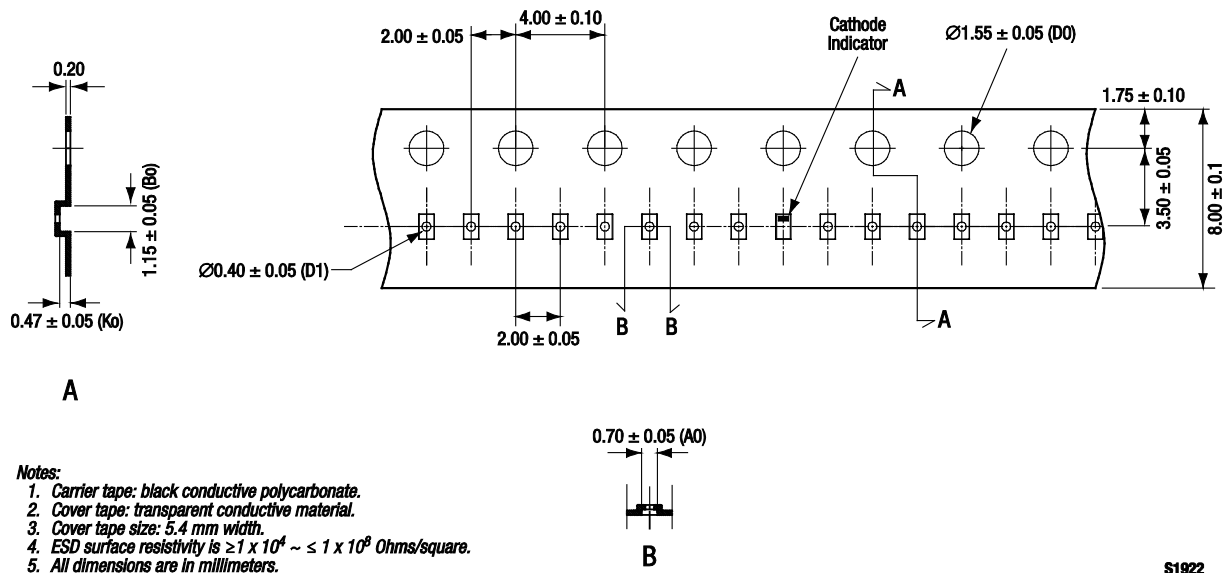 4.00 ± 0.10
2.00 ± 0.05
Cathode
Indicator
Ø1.55 ± 0.05 (D0)
0.20
A
1.75 ± 0.10
1.15 ± 0.05 (Bo)
3.50 ± 0.05
8.00 ± 0.1
Ø0.40 ± 0.05 (D1)
0.47 ± 0.05 (Ko)
2.00 ± 0.05
B B
A
A
0.70 ± 0.05 (A0)
B
Notes:
1. Carrier tape: black conductive polycarbonate.
2. Cover tape: transparent conductive material.
3. Cover tape size: 5.4 mm width.
4. ESD surface resistivity is ≥1 x 10⁴ ~ ≤ 1 x 10⁸ Ohms/square.
5. All dimensions are in millimeters.
S1922